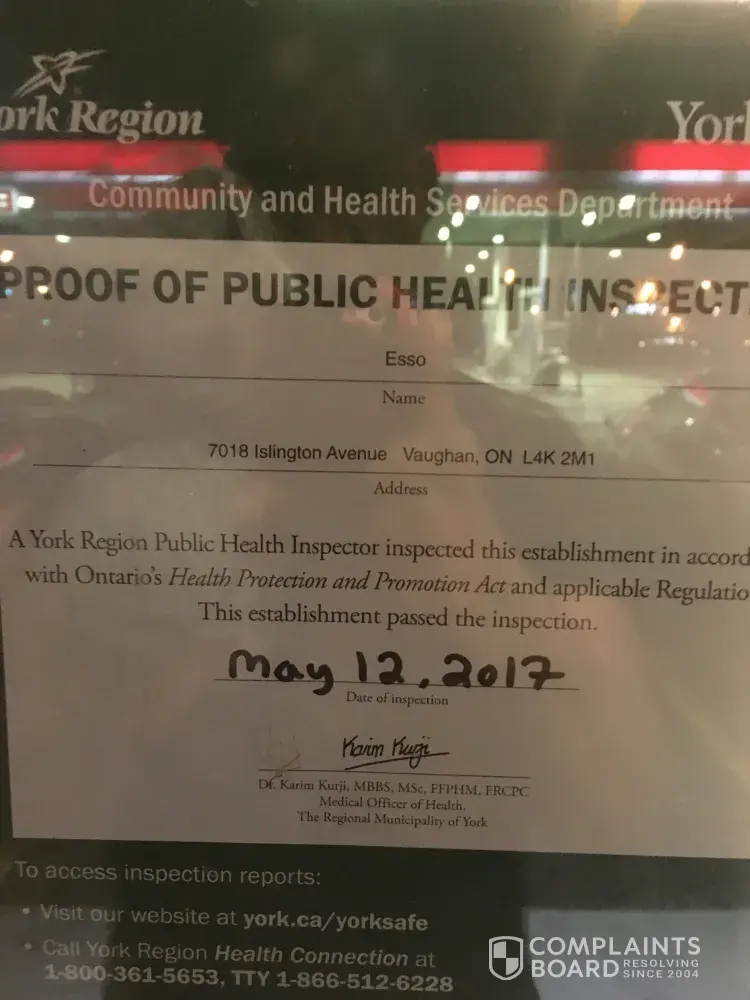 ork Region
York
Community and Health Services Department
PROOF OF PUBLIC HEALTH INSPECT
Esso
Name
7018 Islington Avenue Vaughan, ON L4K 2M1
Address
A York Region Public Health Inspector inspected this establishment in accord
with Ontario's Health Protection and Promotion Act and applicable Regulatio
This establishment passed the inspection.
May 12, 2017
Date of inspection
Karim Kurji
Dr. Karim Kurji, MBBS, MSc, FFPHM, FRCPC
Medical Officer of Health,
The Regional Municipality of York
To access inspection reports:
• Visit our website at york.ca/yorksafe
• Call York Region Health Connection at
1-800-361-5653, TTY 1-866-512-6228
COMPLAINTS
BOARD RESOLVING SINCE 2004